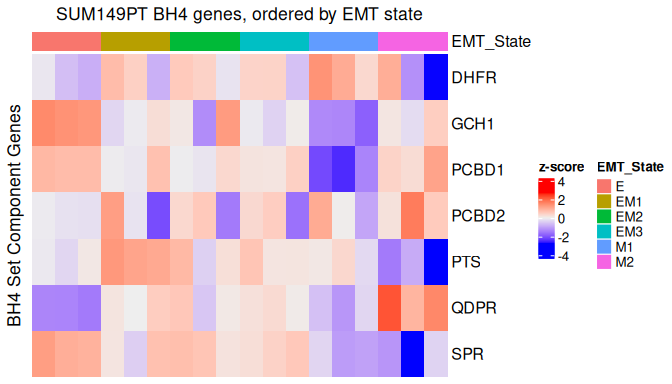 SUM149PT BH4 genes, ordered by EMT state
EMT_State
DHFR
GCH1
PCBD1
PCBD2
PTS
QDPR
SPR
BH4 Set Component Genes
z-score
4
2
0
-2
-4
EMT_State
E
EM1
EM2
EM3
M1
M2